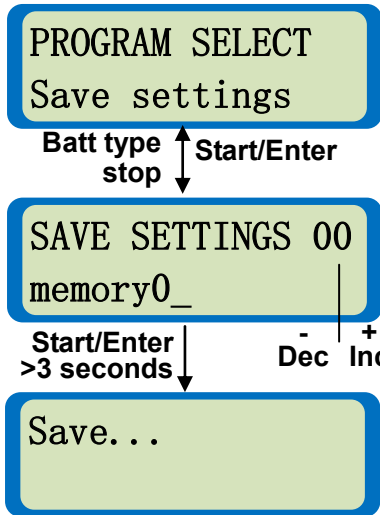 PROGRAM SELECT
Save settings
Batt type
stop
Start/Enter
SAVE SETTINGS 00
memory0_
Start/Enter
>3 seconds
- +
Dec Inc
Save...